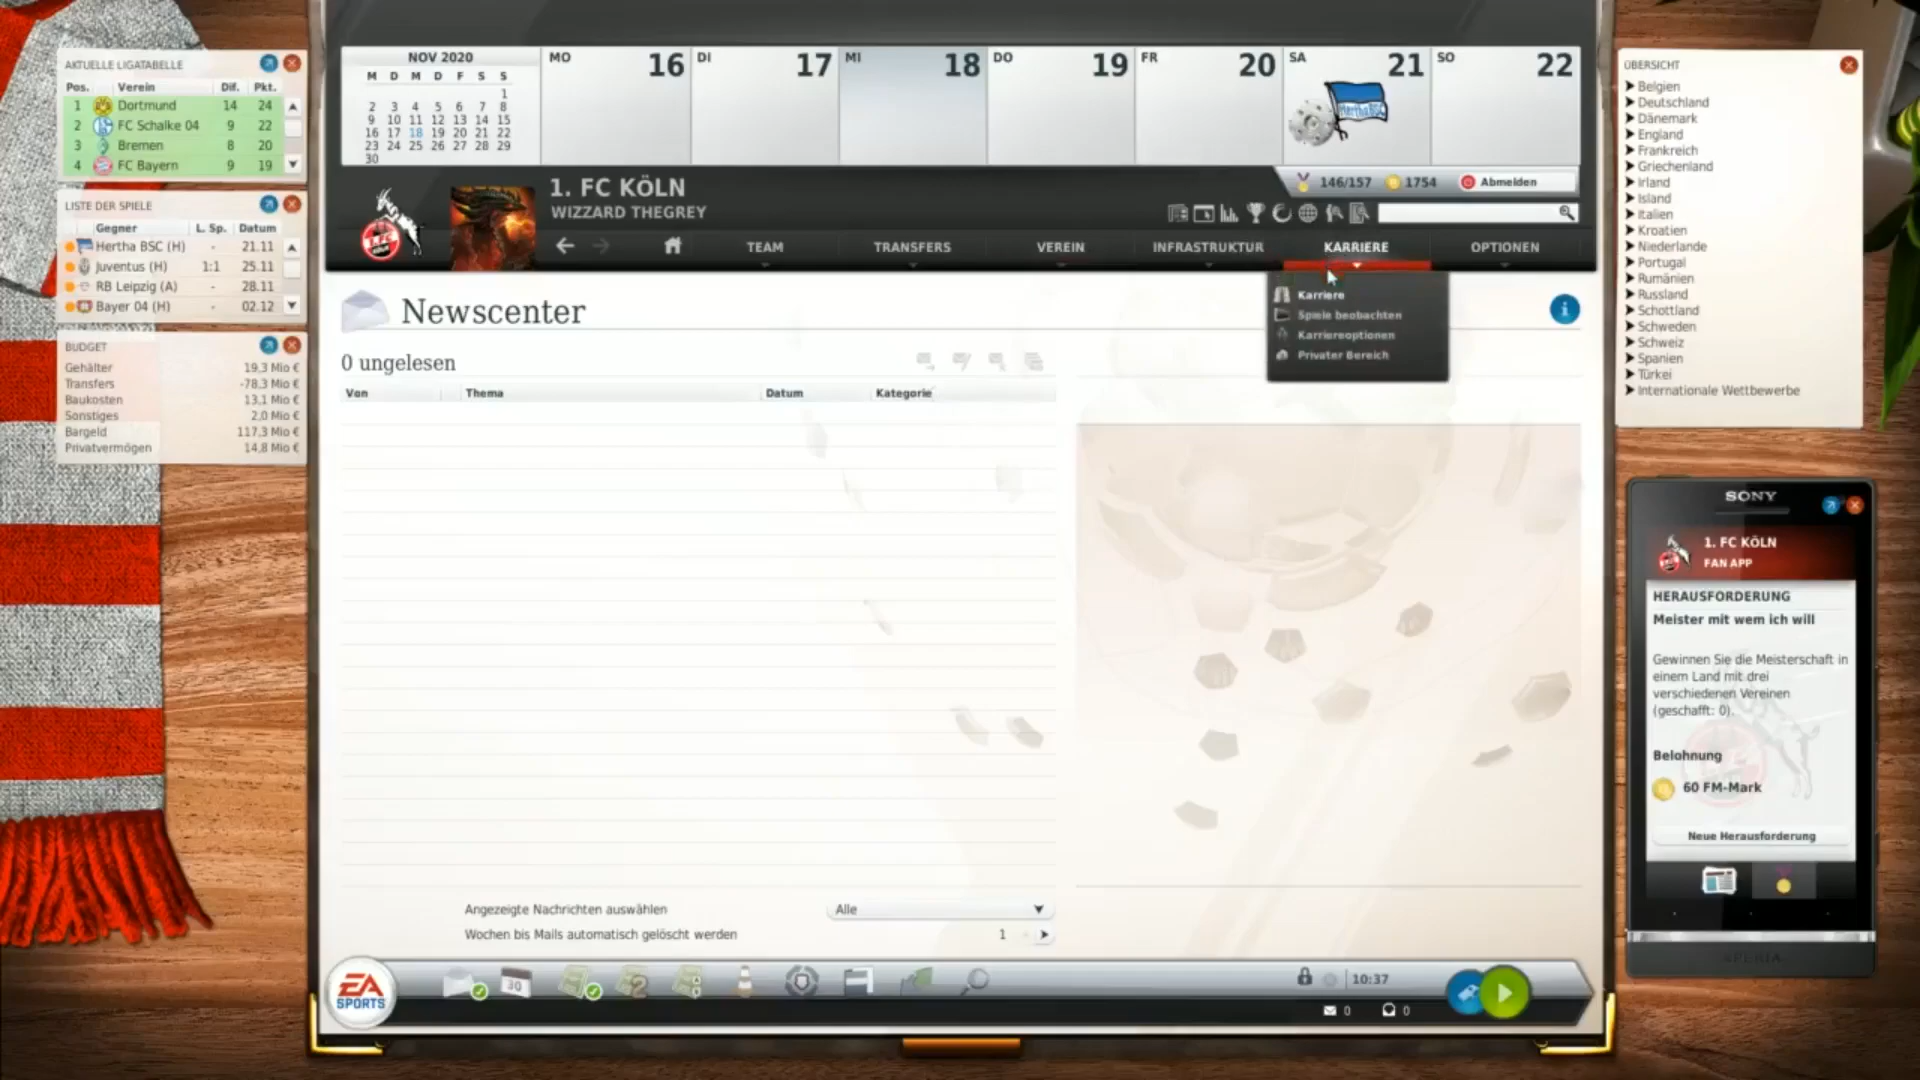 AKTUELLE LIGATABELLE
Pos. Verein Dif. Pkt.
1 Dortmund 14 24
2 FC Schalke 04 9 22
3 Bremen 8 20
4 FC Bayern 9 19
LISTE DER SPIELE
Gegner L. Sp. Datum
Hertha BSC (H) - 21.11
Juventus (H) 1:1 25.11
RB Leipzig (A) - 28.11
Bayer 04 (H) - 02.12
BUDGET
Gehälter 19,3 Mio €
Transfers -78,3 Mio €
Baukosten 13,1 Mio €
Sonstiges 2,0 Mio €
Bargeld 117,3 Mio €
Privatvermögen 14,8 Mio €
NOV 2020
M D M D F S S
1
2 3 4 5 6 7 8
9 10 11 12 13 14 15
16 17 18 19 20 21 22
23 24 25 26 27 28 29
30
MO 16 DI 17 MI 18 DO 19 FR 20 SA 21 SO 22
Hertha BSC
1. FC KÖLN
WIZZARD THEGREY
146/157 1754 Abmelden
TEAM TRANSFERS VEREIN INFRASTRUKTUR KARRIERE OPTIONEN
Karriere
Spiele beobachten
Karriereoptionen
Privater Bereich
Newscenter
0 ungelesen
Von Thema Datum Kategorie
Angezeigte Nachrichten auswählen Alle
Wochen bis Mails automatisch gelöscht werden 1
EA
SPORTS
30
2
10:37
0 0
ÜBERSICHT
Belgien
Deutschland
Dänemark
England
Frankreich
Griechenland
Irland
Island
Italien
Kroatien
Niederlande
Portugal
Rumänien
Russland
Schottland
Schweden
Schweiz
Spanien
Türkei
Internationale Wettbewerbe
SONY
1. FC KÖLN
FAN APP
HERAUSFORDERUNG
Meister mit wem ich will
Gewinnen Sie die Meisterschaft in
einem Land mit drei
verschiedenen Vereinen
(geschafft: 0).
Belohnung
60 FM-Mark
Neue Herausforderung
XPERIA